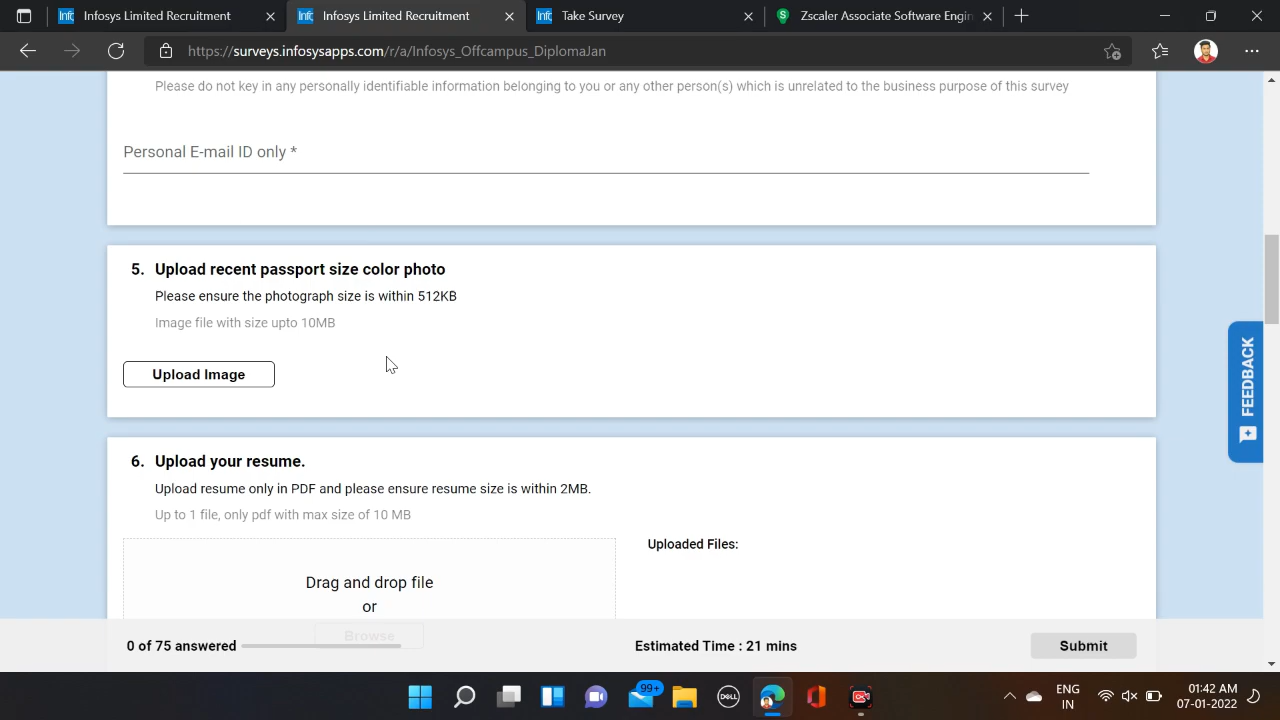 Infosys Limited Recruitment
Infosys Limited Recruitment
Take Survey
Zscaler Associate Software Engin
https://surveys.infosysapps.com/r/a/Infosys_Offcampus_DiplomaJan
Please do not key in any personally identifiable information belonging to you or any other person(s) which is unrelated to the business purpose of this survey
Personal E-mail ID only *
5. Upload recent passport size color photo
Please ensure the photograph size is within 512KB
Image file with size upto 10MB
Upload Image
FEEDBACK
6. Upload your resume.
Upload resume only in PDF and please ensure resume size is within 2MB.
Up to 1 file, only pdf with max size of 10 MB
Uploaded Files:
Drag and drop file
or
Browse
0 of 75 answered
Estimated Time : 21 mins
Submit
99+
DELL
ENG
IN
01:42 AM
07-01-2022